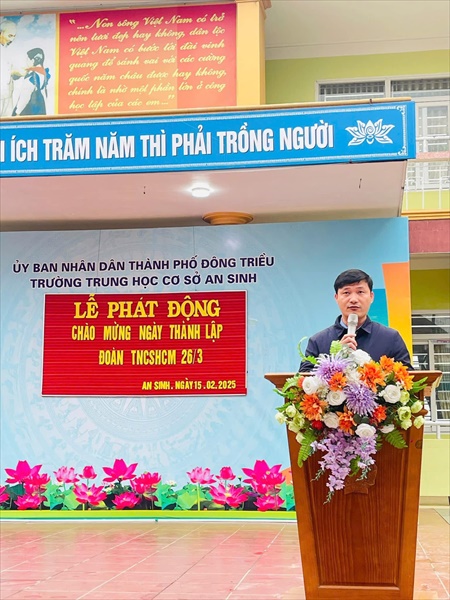 "...Non sông Việt Nam có trở
nên tươi đẹp hay không, dân tộc
Việt Nam có bước tới đài vinh
quang để sánh vai với các cường
quốc năm châu được hay không,
chính là nhờ một phần lớn ở công
học tập của các em..."
I ÍCH TRĂM NĂM THÌ PHẢI TRỒNG NGƯỜI
ỦY BAN NHÂN DÂN THÀNH PHỐ ĐÔNG TRIỀU
TRƯỜNG TRUNG HỌC CƠ SỞ AN SINH
LỄ PHÁT ĐỘNG
CHÀO MỪNG NGÀY THÀNH LẬP
ĐOÀN TNCSHCM 26/3
AN SINH, NGÀY 15.02.2025